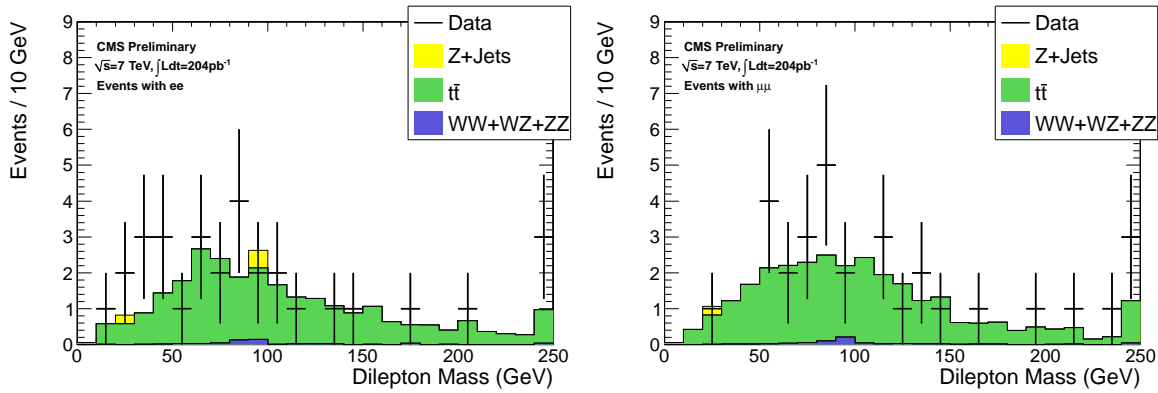 Events / 10 GeV
9
8
7
6
5
4
3
2
1
0
CMS Preliminary
√s=7 TeV,∫Ldt=204pb⁻¹
Events with ee
Data
Z+Jets
tt̄
WW+WZ+ZZ
0 50 100 150 200 250
Dilepton Mass (GeV)
Events / 10 GeV
9
8
7
6
5
4
3
2
1
0
CMS Preliminary
√s=7 TeV,∫Ldt=204pb⁻¹
Events with μμ
Data
Z+Jets
tt̄
WW+WZ+ZZ
0 50 100 150 200 250
Dilepton Mass (GeV)